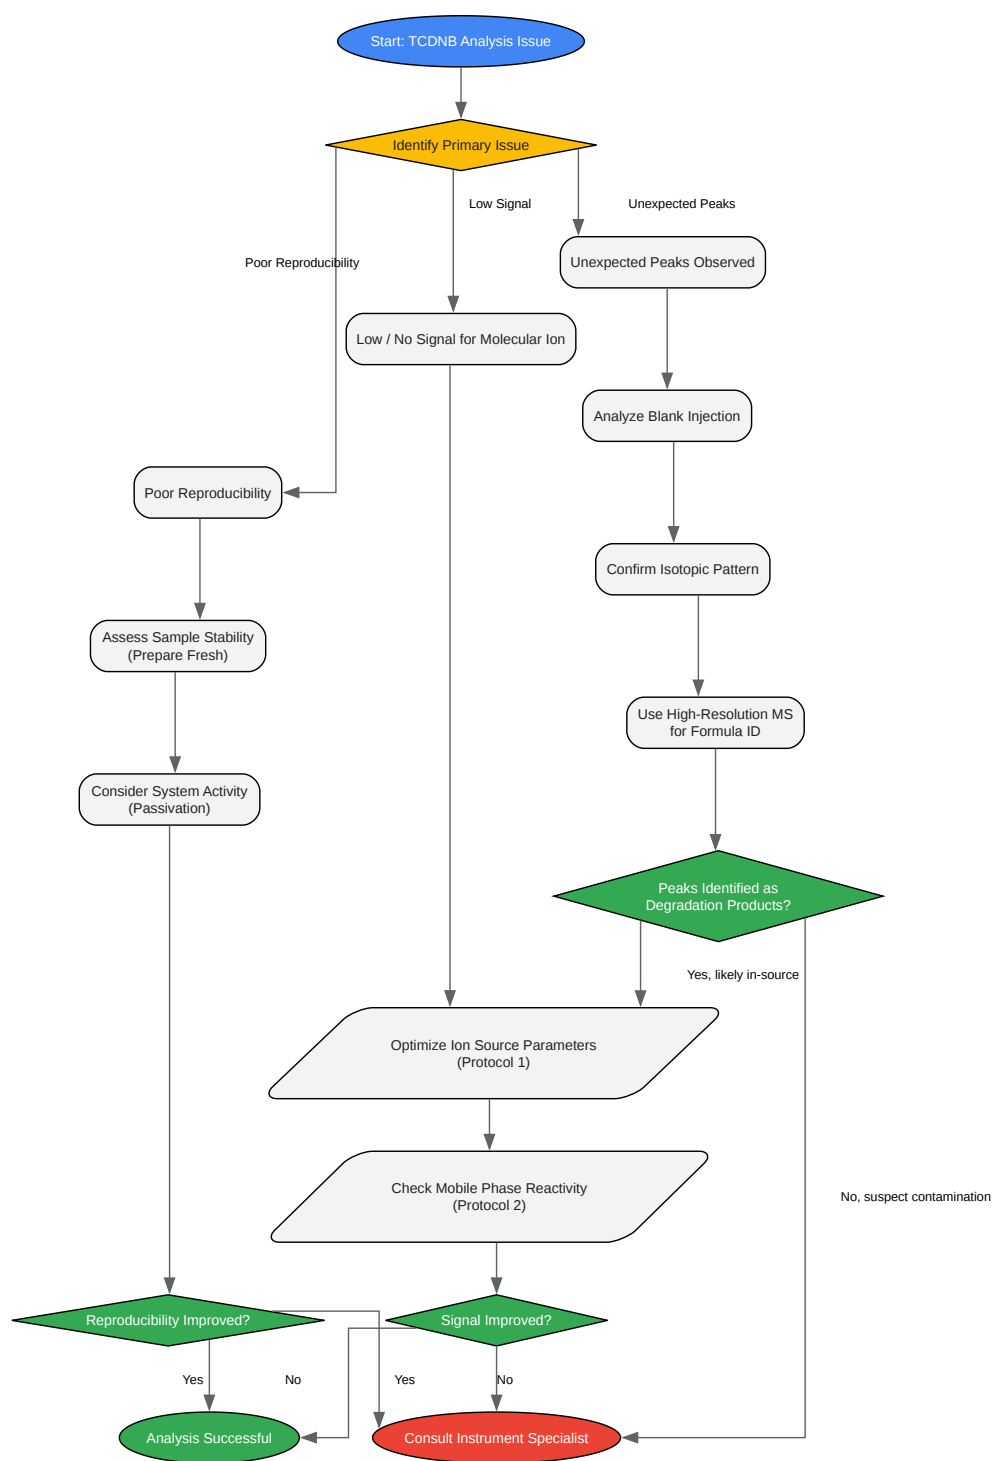 Start: TCDNB Analysis Issue
Identify Primary Issue
Low Signal
Unexpected Peaks
Poor Reproducibility
Unexpected Peaks Observed
Low / No Signal for Molecular Ion
Analyze Blank Injection
Poor Reproducibility
Confirm Isotopic Pattern
Assess Sample Stability
(Prepare Fresh)
Use High-Resolution MS
for Formula ID
Consider System Activity
(Passivation)
Peaks Identified as
Degradation Products?
Yes, likely in-source
Optimize Ion Source Parameters
(Protocol 1)
Check Mobile Phase Reactivity
(Protocol 2)
No, suspect contamination
Reproducibility Improved?
Signal Improved?
Yes
No
Yes
No
Analysis Successful
Consult Instrument Specialist